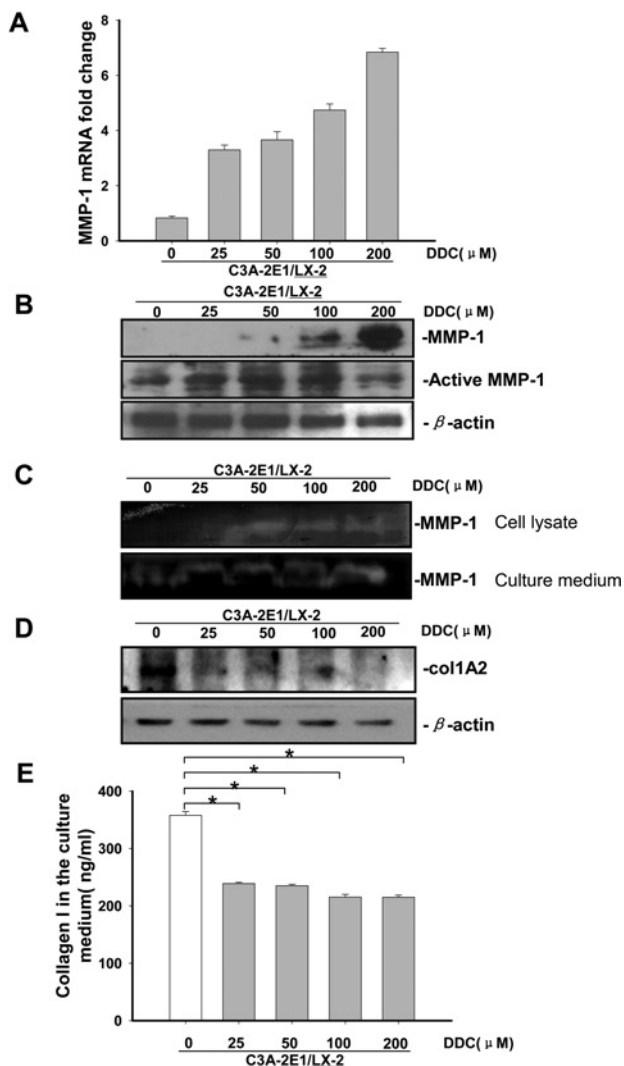 A
MMP-1 mRNA fold change
8
6
4
2
0
0 25 50 100 200 DDC( μM)
C3A-2E1/LX-2
B
C3A-2E1/LX-2
0 25 50 100 200 DDC( μM)
-MMP-1
-Active MMP-1
-β-actin
C
C3A-2E1/LX-2
0 25 50 100 200 DDC( μM)
-MMP-1 Cell lysate
-MMP-1 Culture medium
D
C3A-2E1/LX-2
0 25 50 100 200 DDC( μM)
-col1A2
-β-actin
E
*
*
*
*
Collagen I in the culture
medium( ng/ml)
400
300
200
100
0
0 25 50 100 200 DDC( μM)
C3A-2E1/LX-2